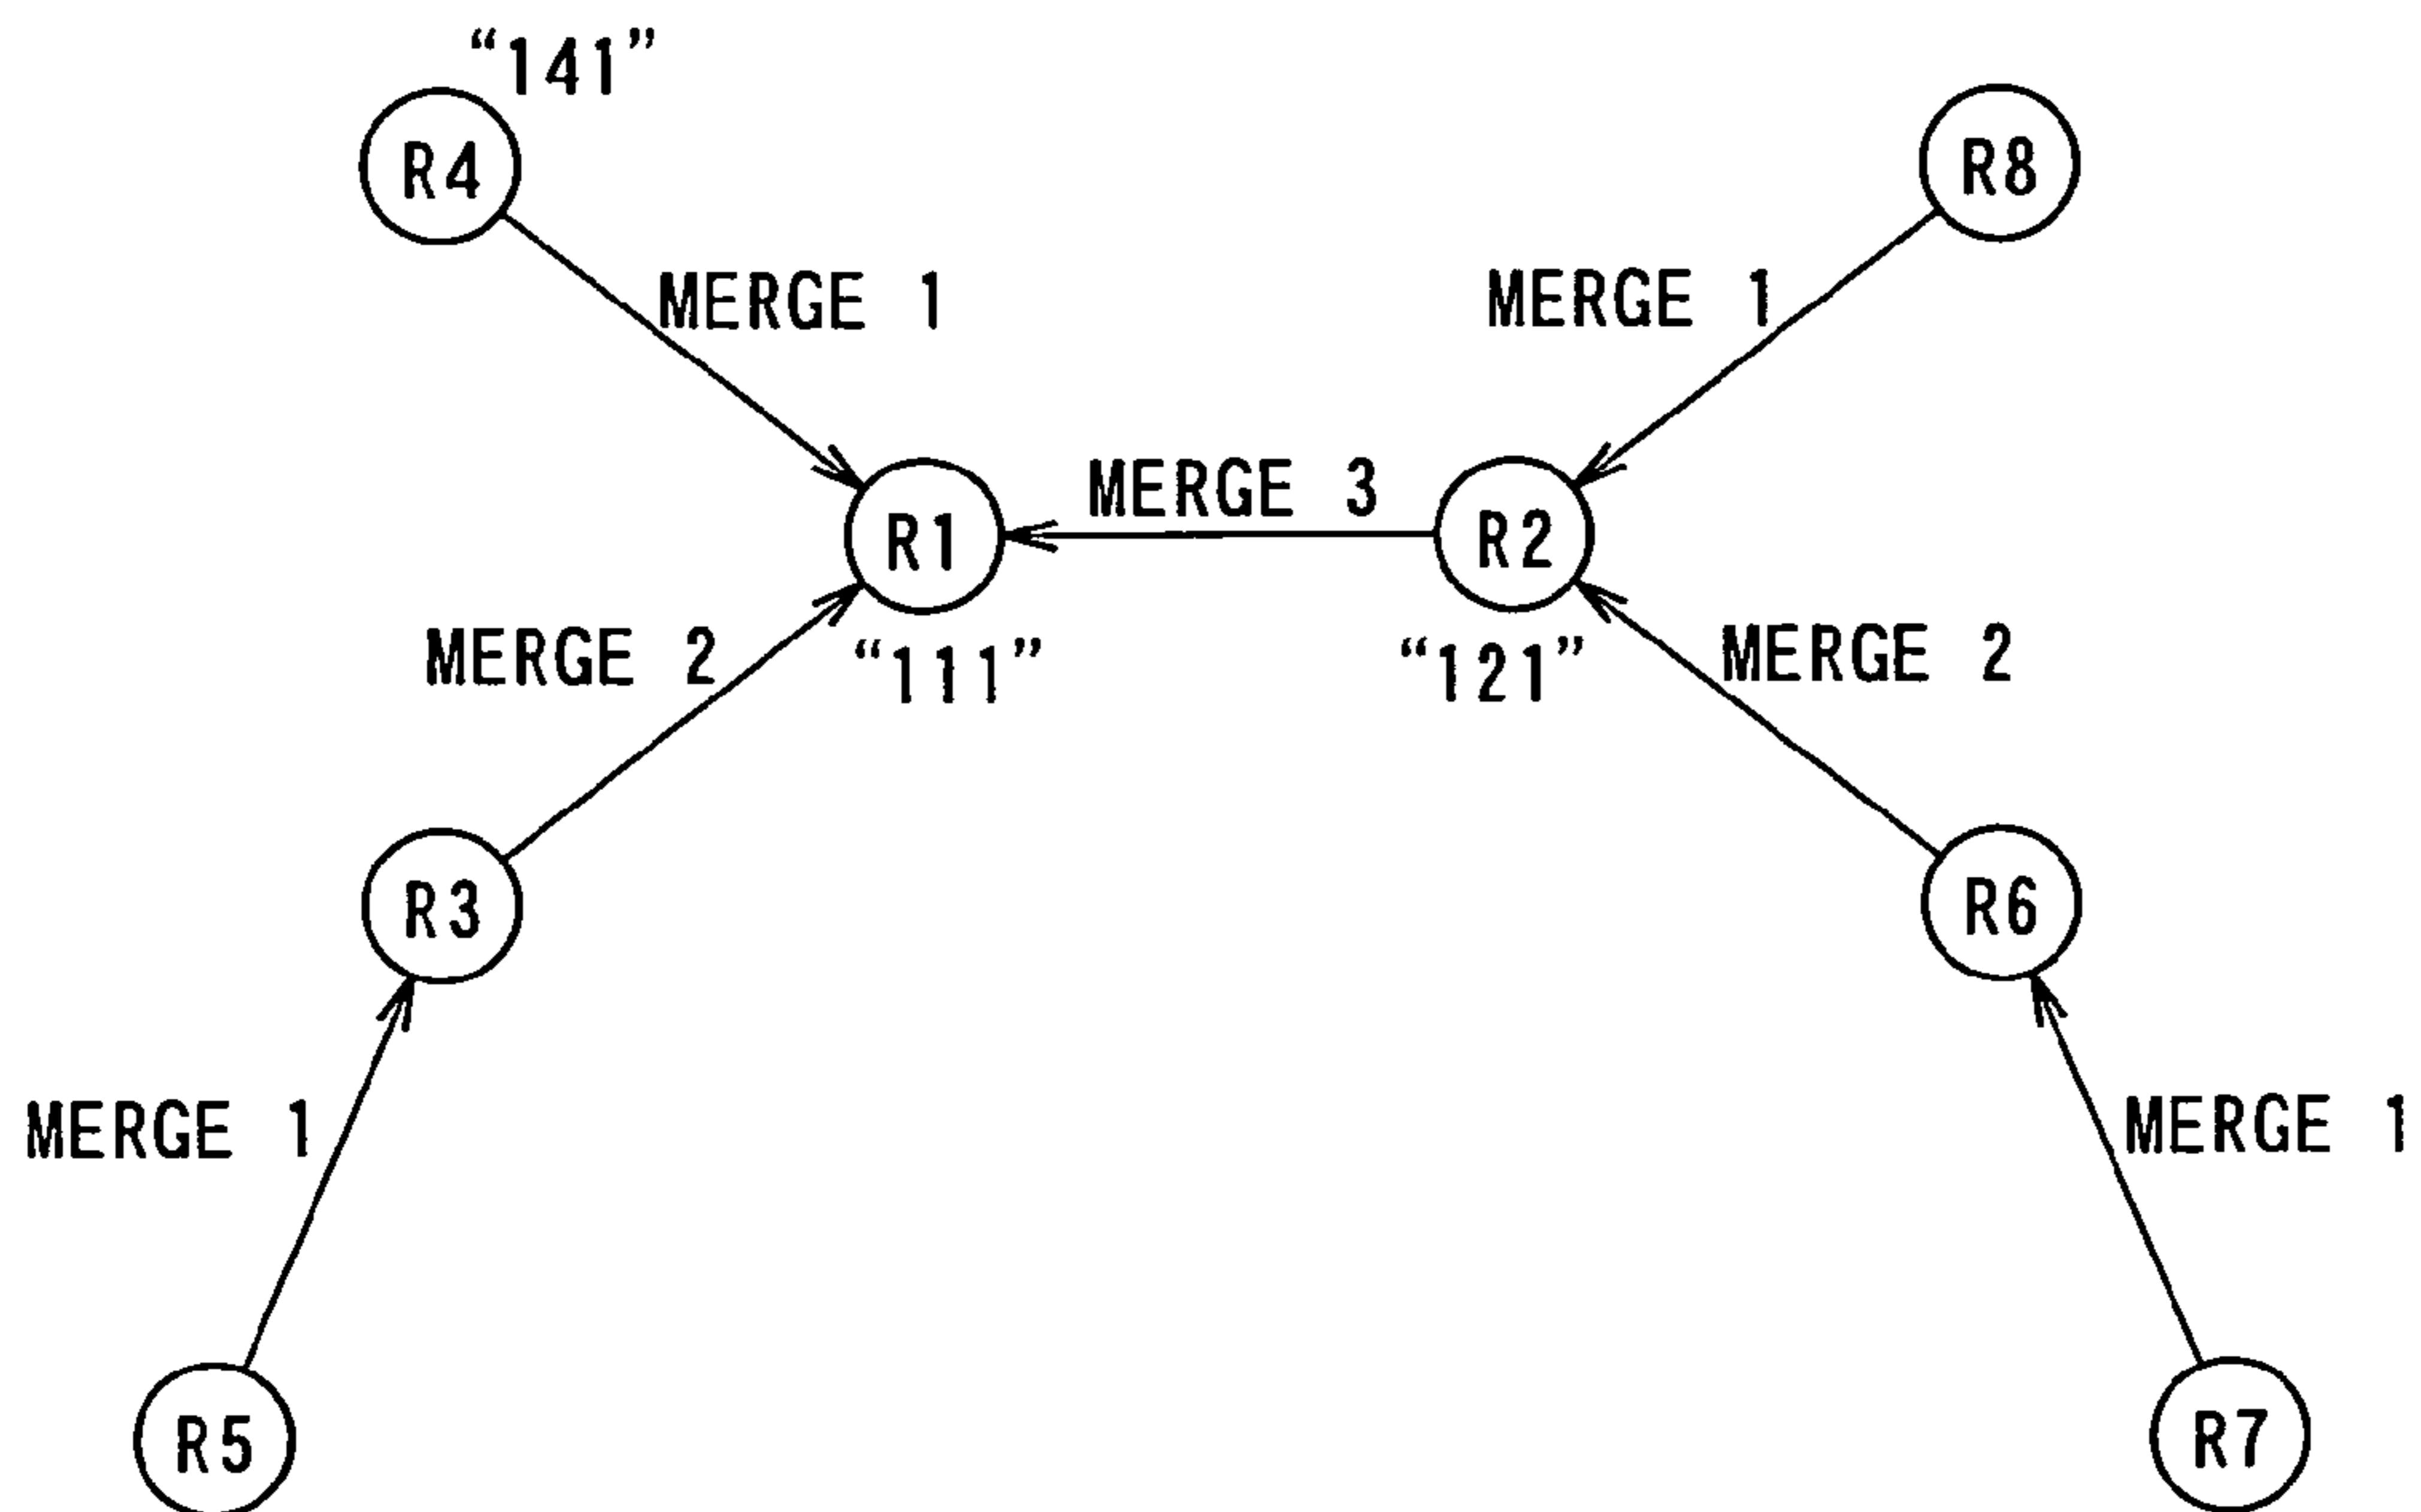 “141”
R4
R8
MERGE 1
MERGE 1
MERGE 3
R1
R2
MERGE 2
“111”
“121”
MERGE 2
R3
R6
MERGE 1
MERGE 1
R5
R7